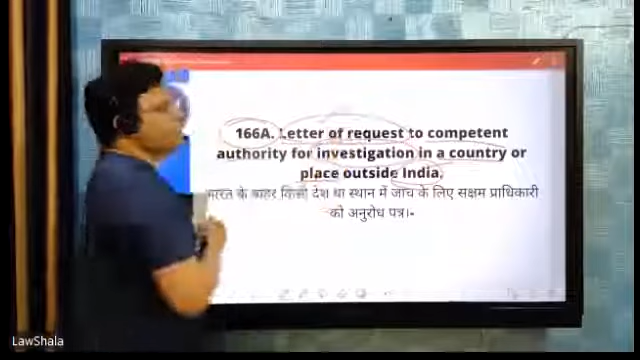 166A. Letter of request to competent
authority for investigation in a country or
place outside India.
भारत के बाहर किसी देश या स्थान में जांच के लिए सक्षम प्राधिकारी
को अनुरोध पत्र।-
LawShala